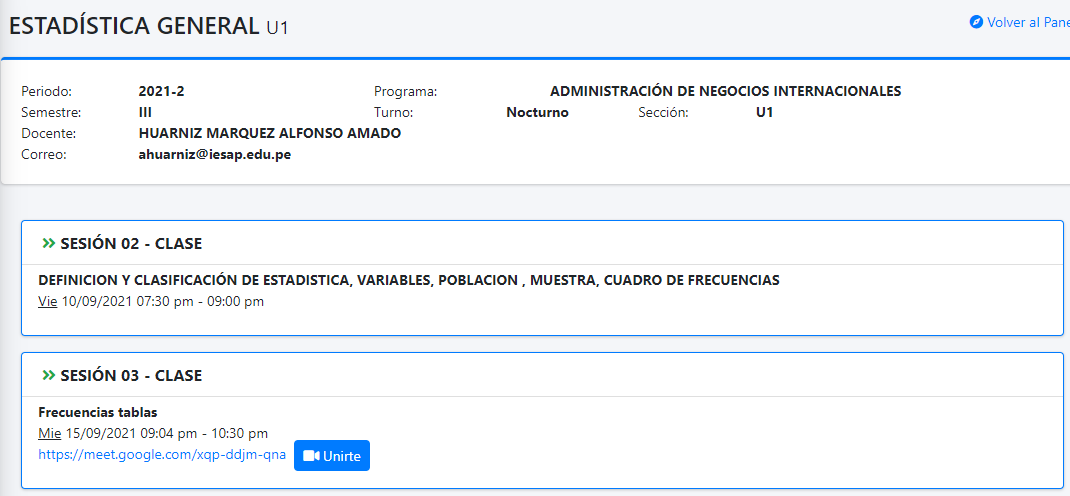 ESTADÍSTICA GENERAL U1
Volver al Pane
Periodo: 2021-2 Programa: ADMINISTRACIÓN DE NEGOCIOS INTERNACIONALES
Semestre: III Turno: Nocturno Sección: U1
Docente: HUARNIZ MARQUEZ ALFONSO AMADO
Correo: ahuarniz@iesap.edu.pe
SESIÓN 02 - CLASE
DEFINICION Y CLASIFICACIÓN DE ESTADISTICA, VARIABLES, POBLACION , MUESTRA, CUADRO DE FRECUENCIAS
Vie 10/09/2021 07:30 pm - 09:00 pm
SESIÓN 03 - CLASE
Frecuencias tablas
Mie 15/09/2021 09:04 pm - 10:30 pm
https://meet.google.com/xqp-ddjm-qna Unirte